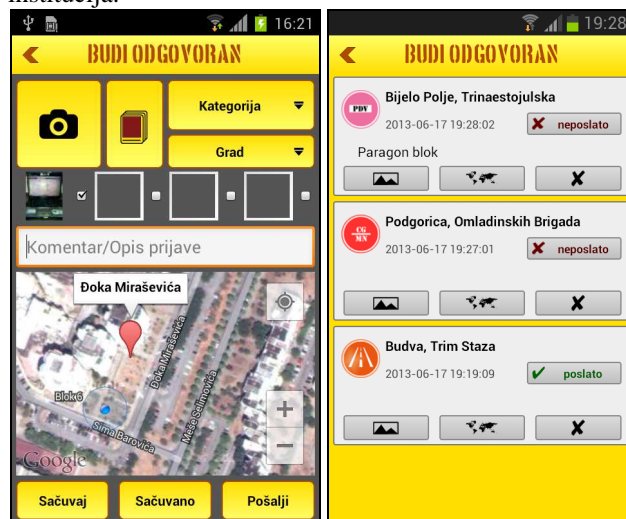 institucija.
16:21
BUDI ODGOVORAN
Kategorija
Grad
Komentar/Opis prijave
Đoka Miraševića
Đoka Miraševića
Blok 6
Meše Selimovića
Sima Barovića
Google
Sačuvaj
Sačuvano
Pošalji
19:28
BUDI ODGOVORAN
PDV
Bijelo Polje, Trinaestojulska
2013-06-17 19:28:02
neposlato
Paragon blok
CG
MN
Podgorica, Omladinskih Brigada
2013-06-17 19:27:01
neposlato
Budva, Trim Staza
2013-06-17 19:19:09
poslato